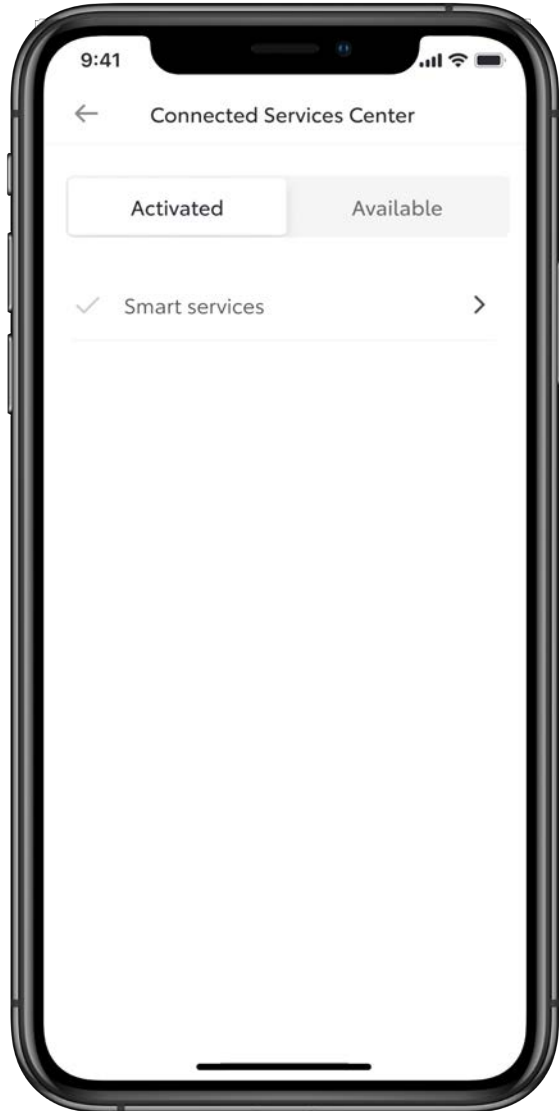 9:41
Connected Services Center
Activated
Available
Smart services